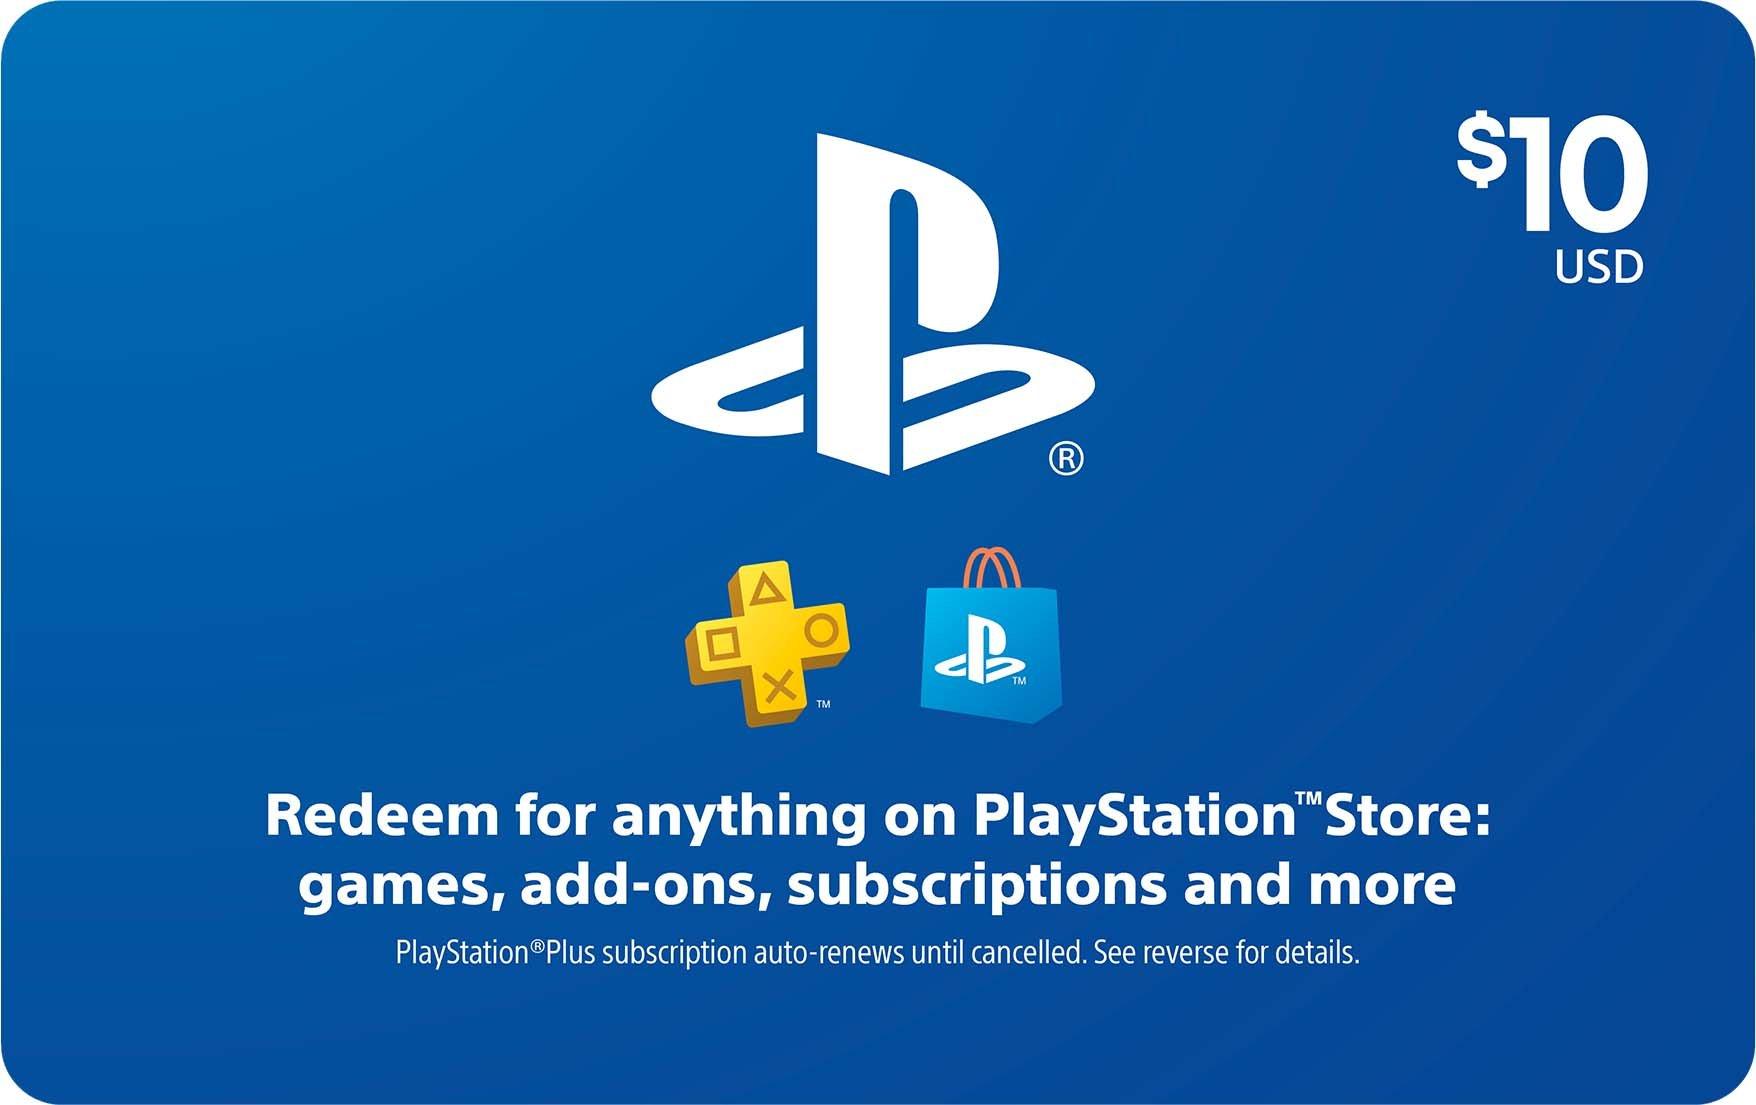 $10
USD
®
TM
TM
Redeem for anything on PlayStation™Store:
games, add-ons, subscriptions and more
PlayStation®Plus subscription auto-renews until cancelled. See reverse for details.